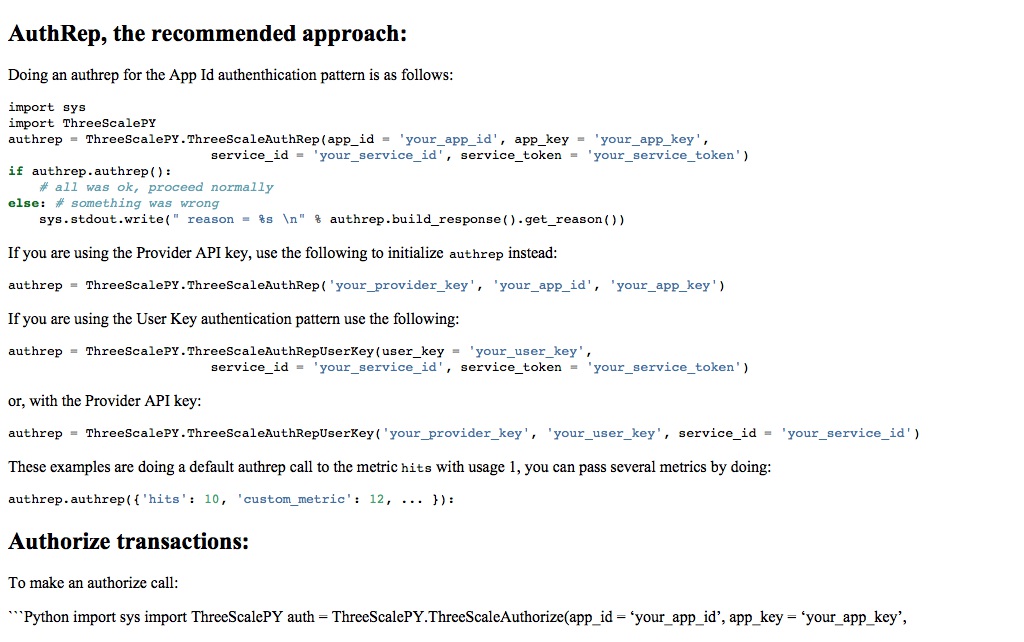 AuthRep, the recommended approach:
Doing an authrep for the App Id authenthication pattern is as follows:
import sys
import ThreeScalePY
authrep = ThreeScalePY.ThreeScaleAuthRep(app_id = 'your_app_id', app_key = 'your_app_key',
                          service_id = 'your_service_id', service_token = 'your_service_token')
if authrep.authrep():
    # all was ok, proceed normally
else: # something was wrong
    sys.stdout.write(" reason = %s \n" % authrep.build_response().get_reason())
If you are using the Provider API key, use the following to initialize authrep instead:
authrep = ThreeScalePY.ThreeScaleAuthRep('your_provider_key', 'your_app_id', 'your_app_key')
If you are using the User Key authentication pattern use the following:
authrep = ThreeScalePY.ThreeScaleAuthRepUserKey(user_key = 'your_user_key',
                          service_id = 'your_service_id', service_token = 'your_service_token')
or, with the Provider API key:
authrep = ThreeScalePY.ThreeScaleAuthRepUserKey('your_provider_key', 'your_user_key', service_id = 'your_service_id')
These examples are doing a default authrep call to the metric hits with usage 1, you can pass several metrics by doing:
authrep.authrep({'hits': 10, 'custom_metric': 12, ... }):
Authorize transactions:
To make an authorize call:
```Python import sys import ThreeScalePY auth = ThreeScalePY.ThreeScaleAuthorize(app_id = ‘your_app_id’, app_key = ‘your_app_key’,